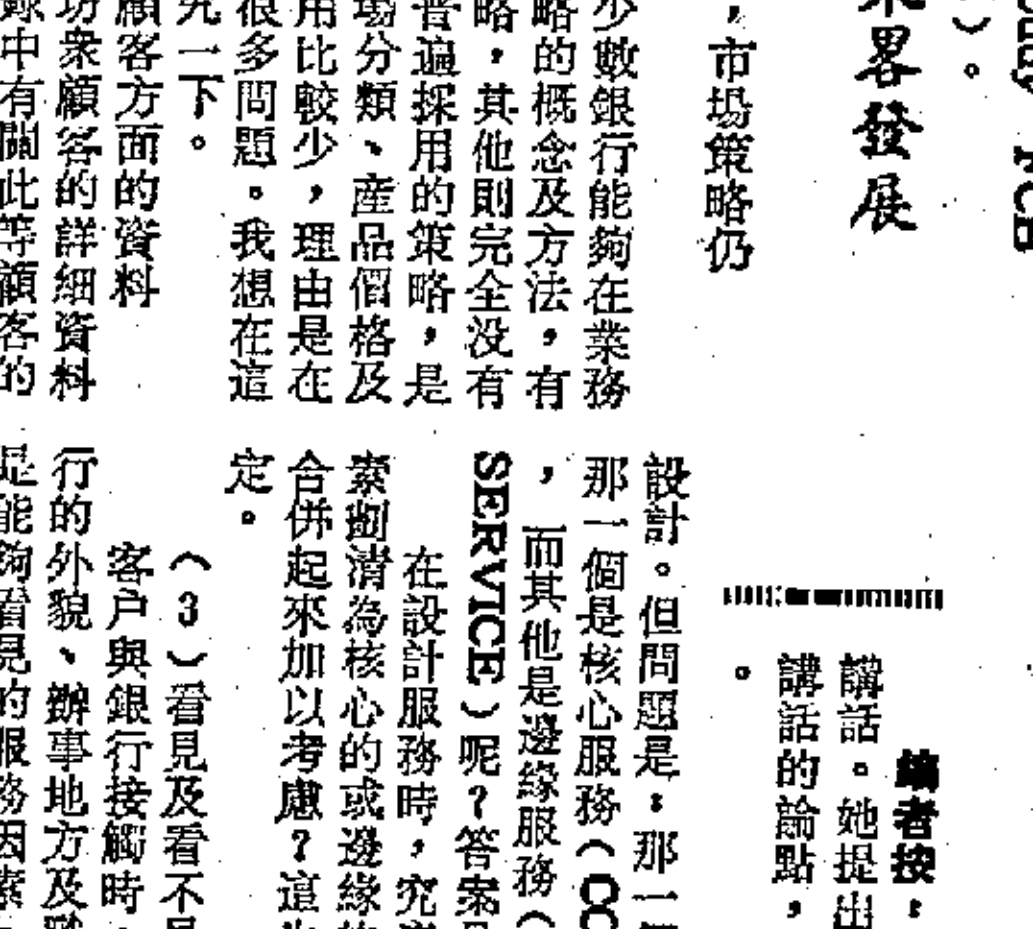 策略發展
，市場策略仍
少數銀行能夠在業務
略的概念及方法，有
略，其他則完全没有
普遍採用的策略，是
場分類、産品價格及
用比較少，理由是在
很多問題。我想在這
究一下。
顧客方面的資料
功衆顧客的詳細資料
錄中有關此等顧客的
編者按，
講話。她提出
講話的論點，
。
設計。但問題是：那一
那一個是核心服務（CO
，而其他是邊緣服務（
SERVICE）呢？答案
在設計服務時，究
素劃清為核心的或邊緣
合併起來加以考慮？這
定。
（3）看見及看不
客户與銀行接觸時
行的外貌、辦事地方及
是能夠看見的服務因素